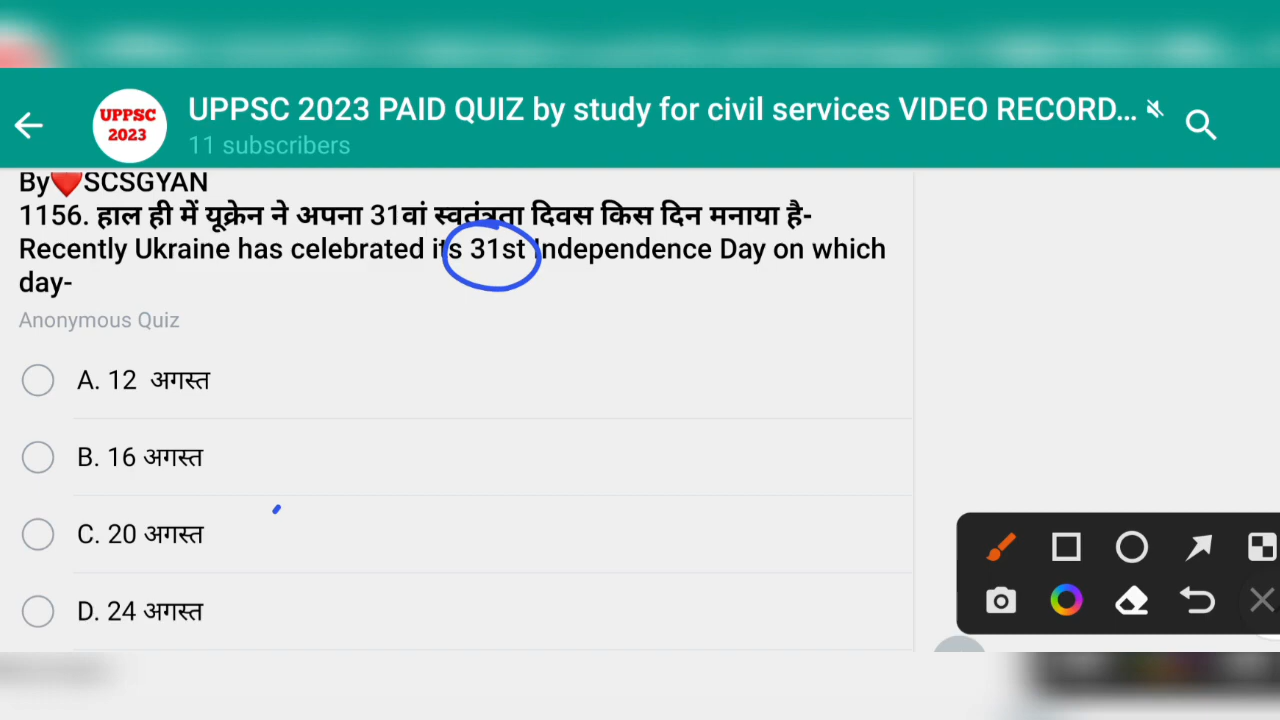 UPPSC
2023
UPPSC 2023 PAID QUIZ by study for civil services VIDEO RECORD...
11 subscribers
By❤️SCSGYAN
1156. हाल ही में यूक्रेन ने अपना 31वां स्वतंत्रता दिवस किस दिन मनाया है-
Recently Ukraine has celebrated its 31st Independence Day on which
day-
Anonymous Quiz
A. 12 अगस्त
B. 16 अगस्त
C. 20 अगस्त
D. 24 अगस्त